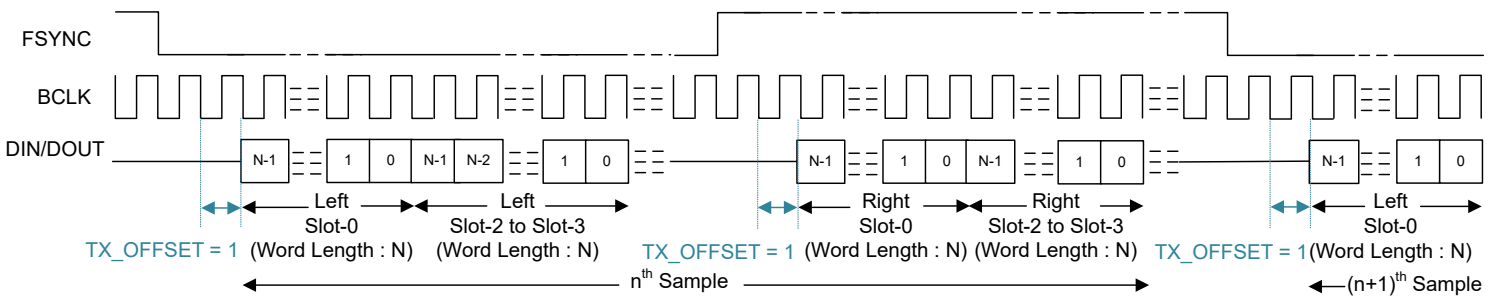 FSYNC
BCLK
DIN/DOUT
N-1 1 0 N-1 N-2 1 0 N-1 1 0 N-1 1 0 N-1 1 0
Left Left Right Right Left
Slot-0 Slot-2 to Slot-3 Slot-0 Slot-2 to Slot-3 Slot-0
TX_OFFSET = 1 (Word Length : N) (Word Length : N) TX_OFFSET = 1 (Word Length : N) (Word Length : N) TX_OFFSET = 1 (Word Length : N)
nth Sample (n+1)th Sample